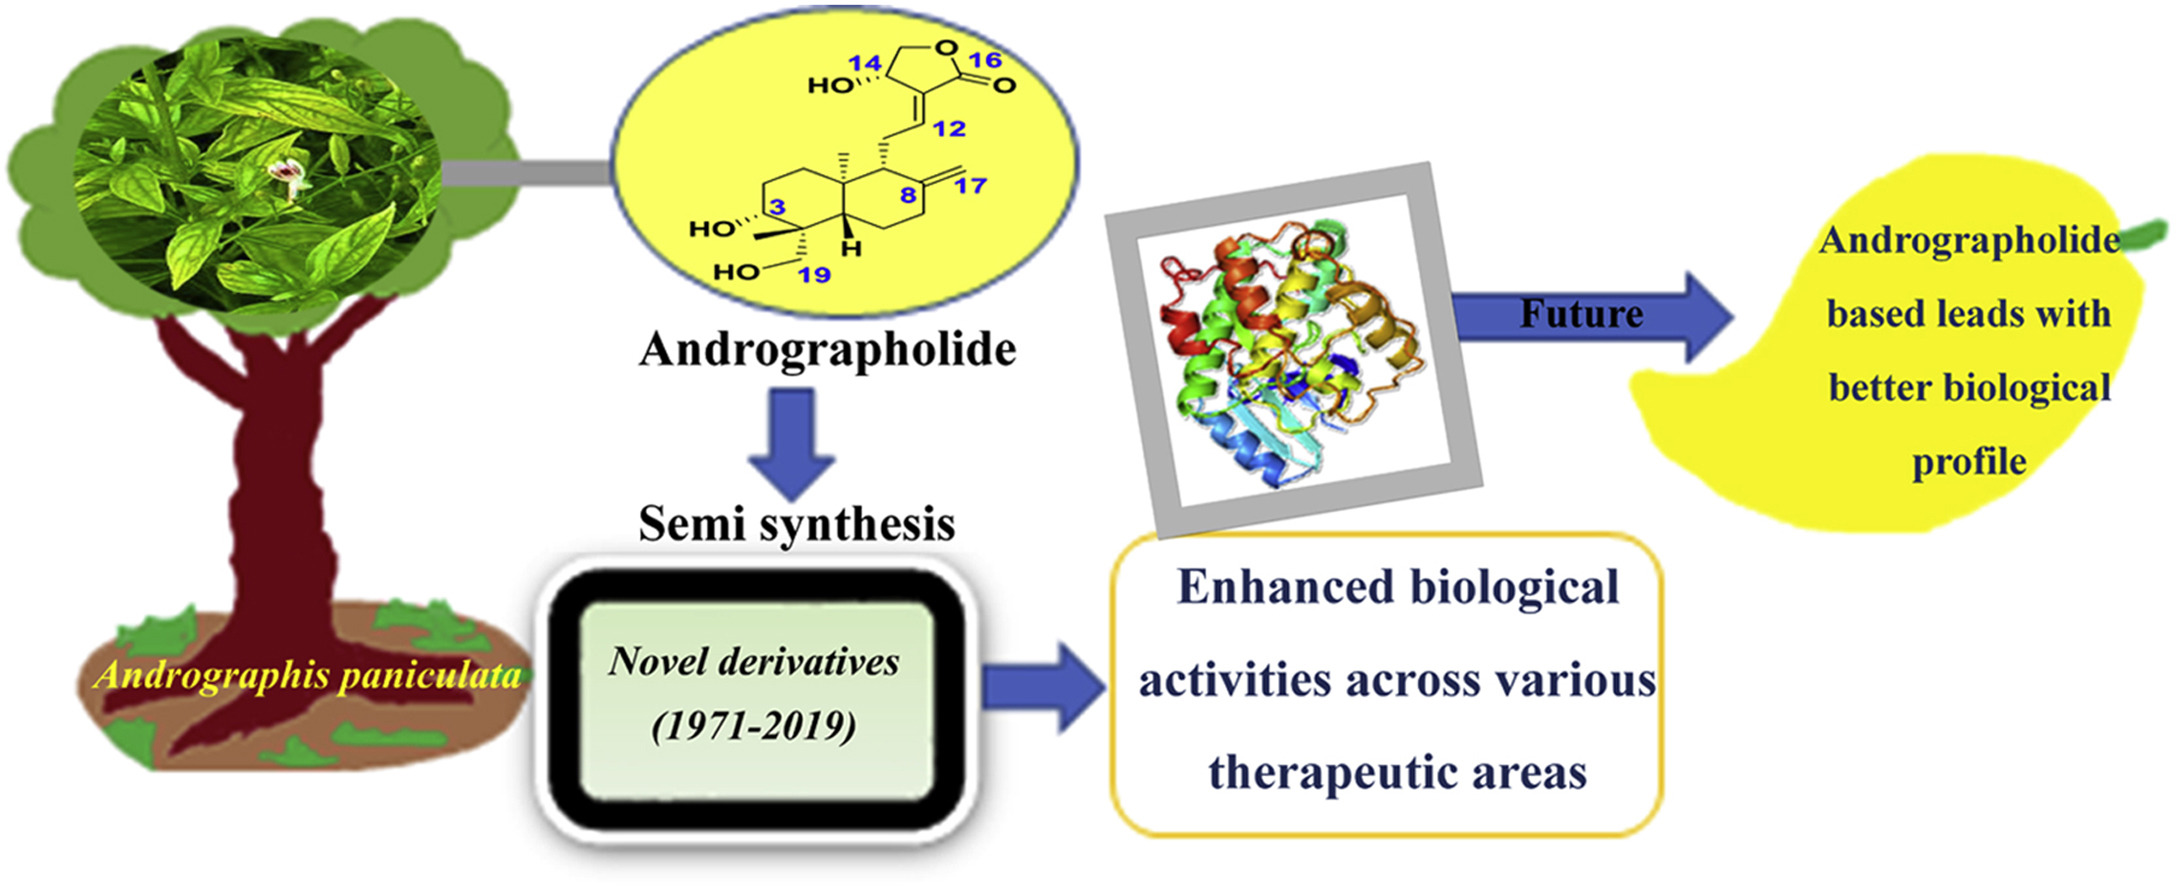 O
14
16
HO
O
12
8
17
3
HO
H
HO
19
Andrographolide
Semi synthesis
Andrographis paniculata
Novel derivatives
(1971-2019)
Enhanced biological
activities across various
therapeutic areas
Future
Andrographolide
based leads with
better biological
profile